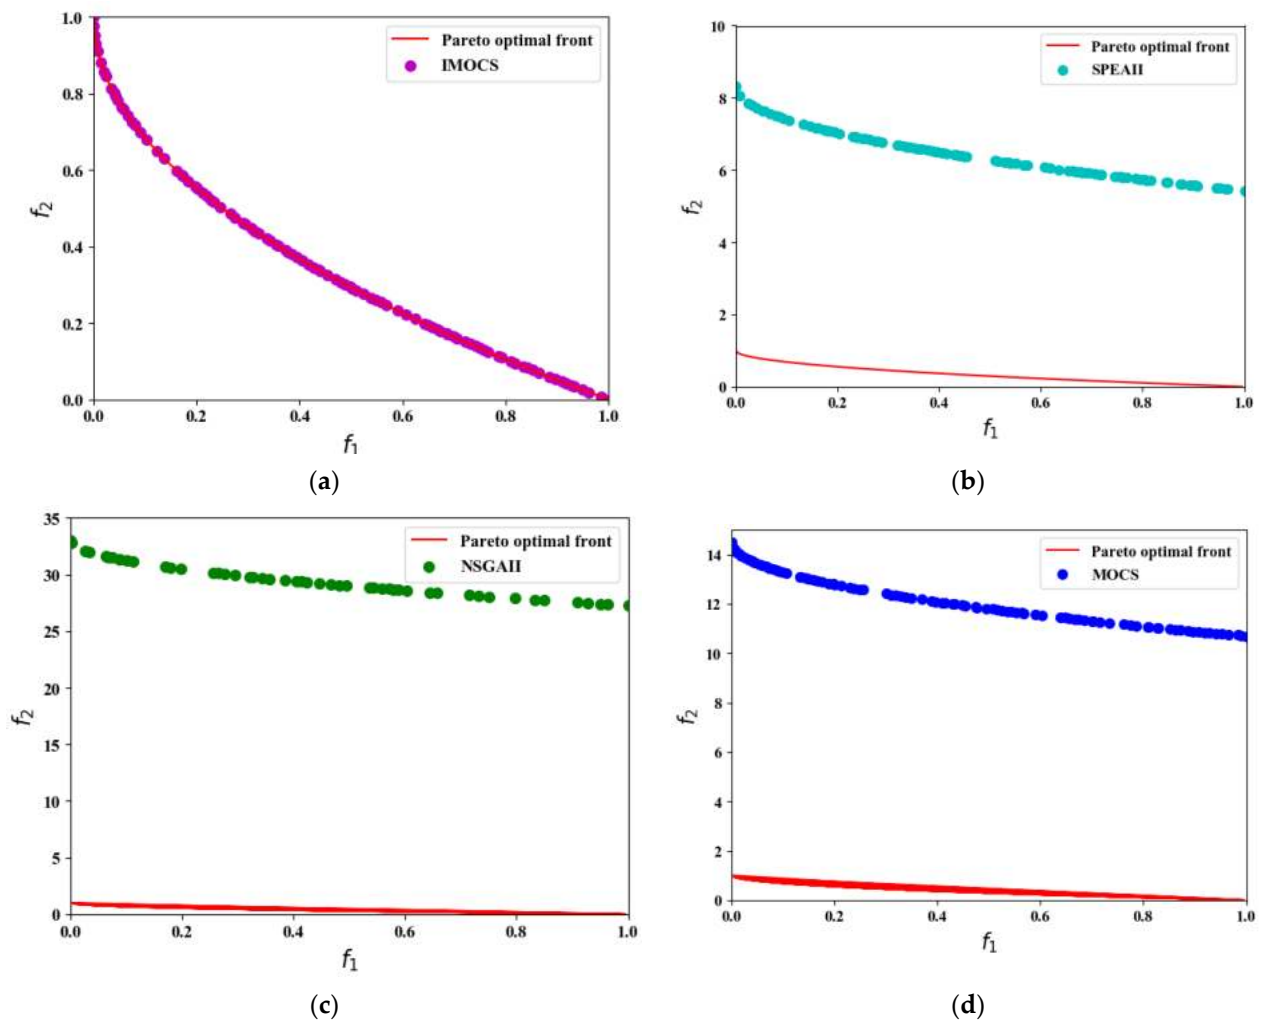 1.0
0.8
0.6
0.4
0.2
0.0
f2
Pareto optimal front
IMOCS
0.0 0.2 0.4 0.6 0.8 1.0
f1
(a)
10
8
6
4
2
0
f2
Pareto optimal front
SPEAII
0.0 0.2 0.4 0.6 0.8 1.0
f1
(b)
35
30
25
20
15
10
5
0
f2
Pareto optimal front
NSGAII
0.0 0.2 0.4 0.6 0.8 1.0
f1
(c)
14
12
10
8
6
4
2
0
f2
Pareto optimal front
MOCS
0.0 0.2 0.4 0.6 0.8 1.0
f1
(d)